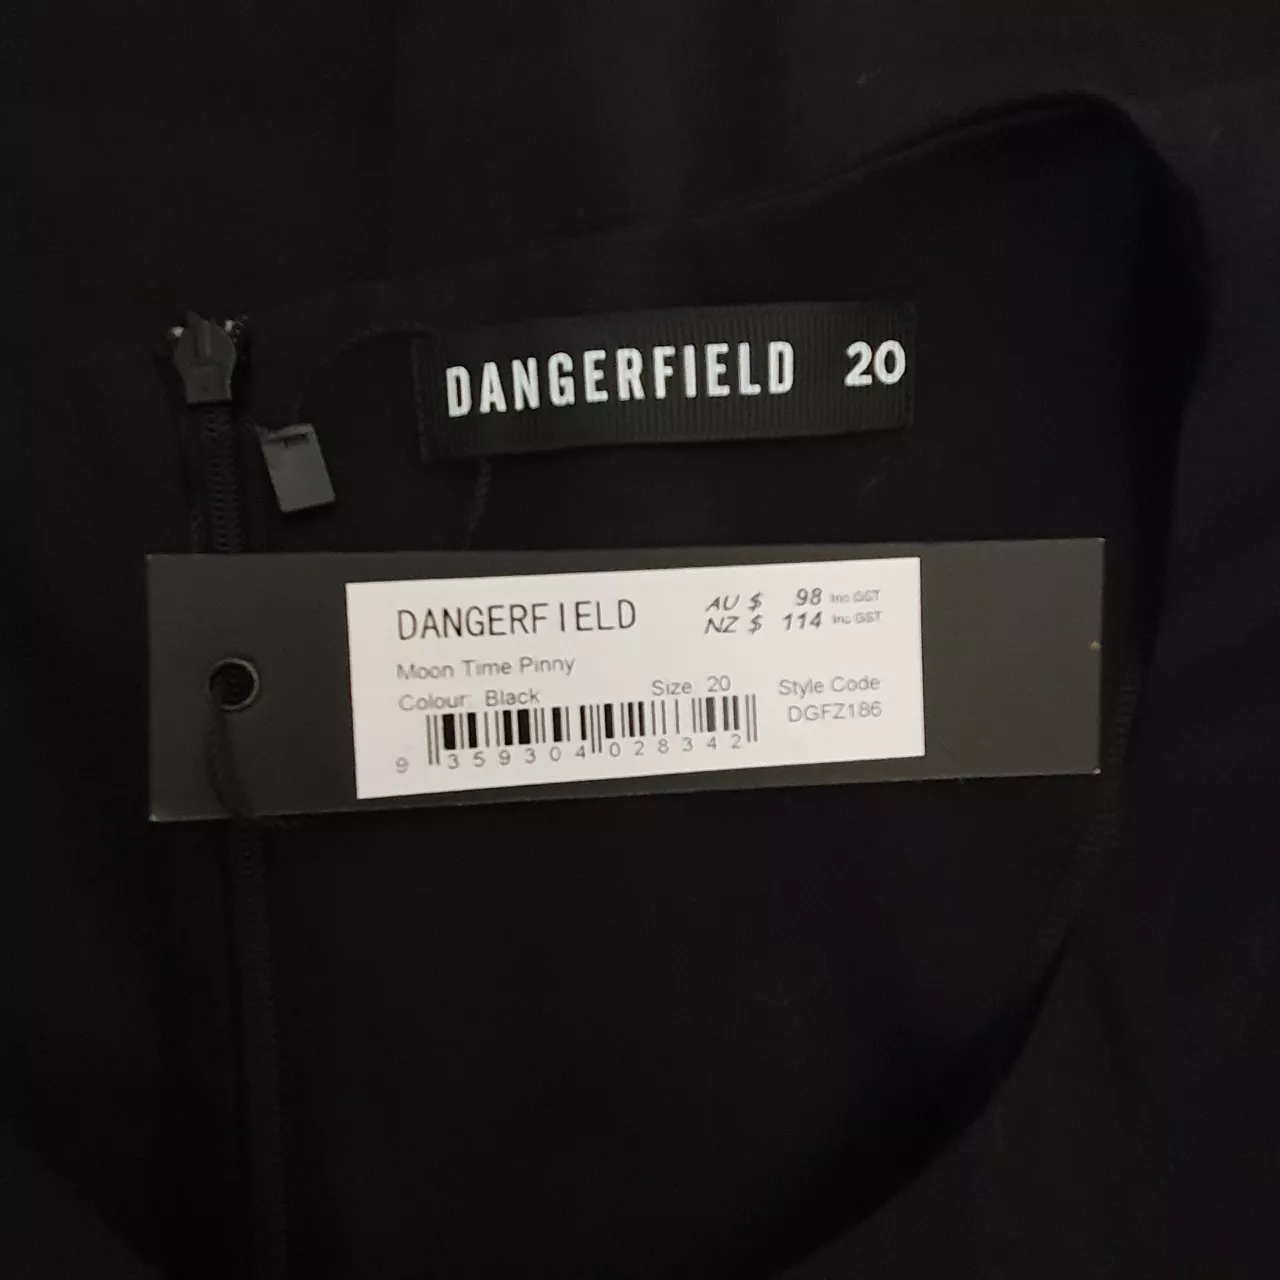 DANGERFIELD 20
DANGERFIELD AU $ 98 Inc GST
NZ $ 114 Inc GST
Moon Time Pinny
Colour: Black Size 20 Style Code
DGFZ186
9 359304 028342